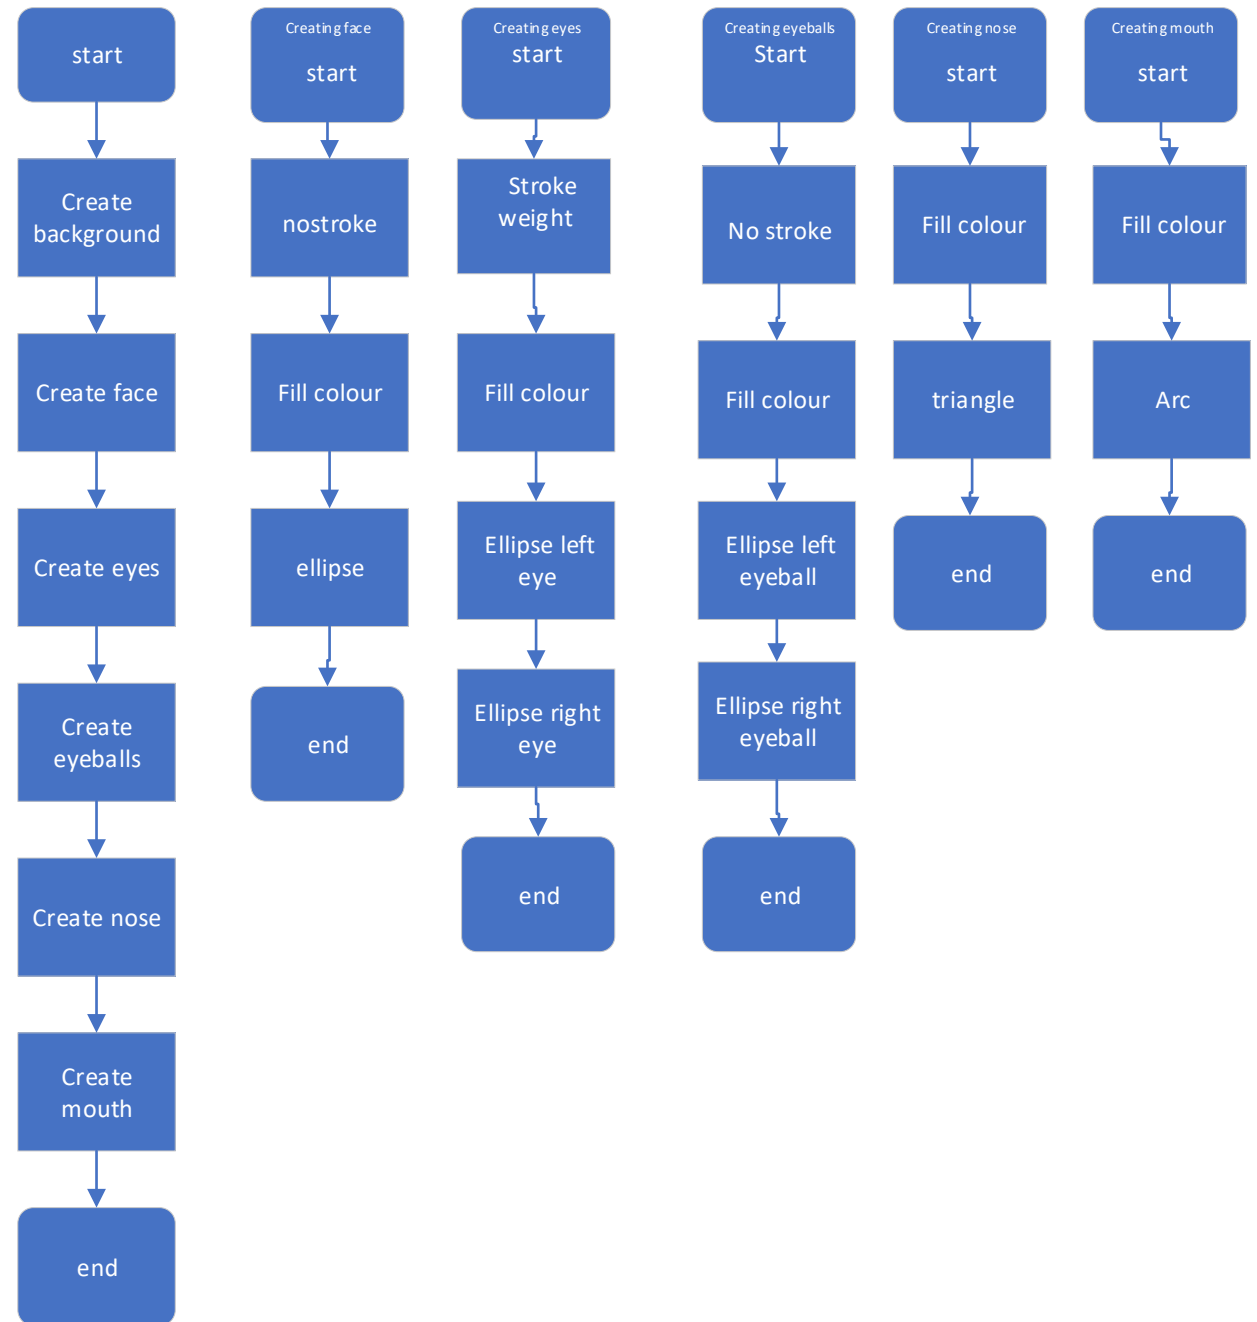 start
Create
background
Create face
Create eyes
Create
eyeballs
Create nose
Create
mouth
end
Creating face
start
nostroke
Fill colour
ellipse
end
Creating eyes
start
Stroke
weight
Fill colour
Ellipse left
eye
Ellipse right
eye
end
Creating eyeballs
Start
No stroke
Fill colour
Ellipse left
eyeball
Ellipse right
eyeball
end
Creating nose
start
Fill colour
triangle
end
Creating mouth
start
Fill colour
Arc
end